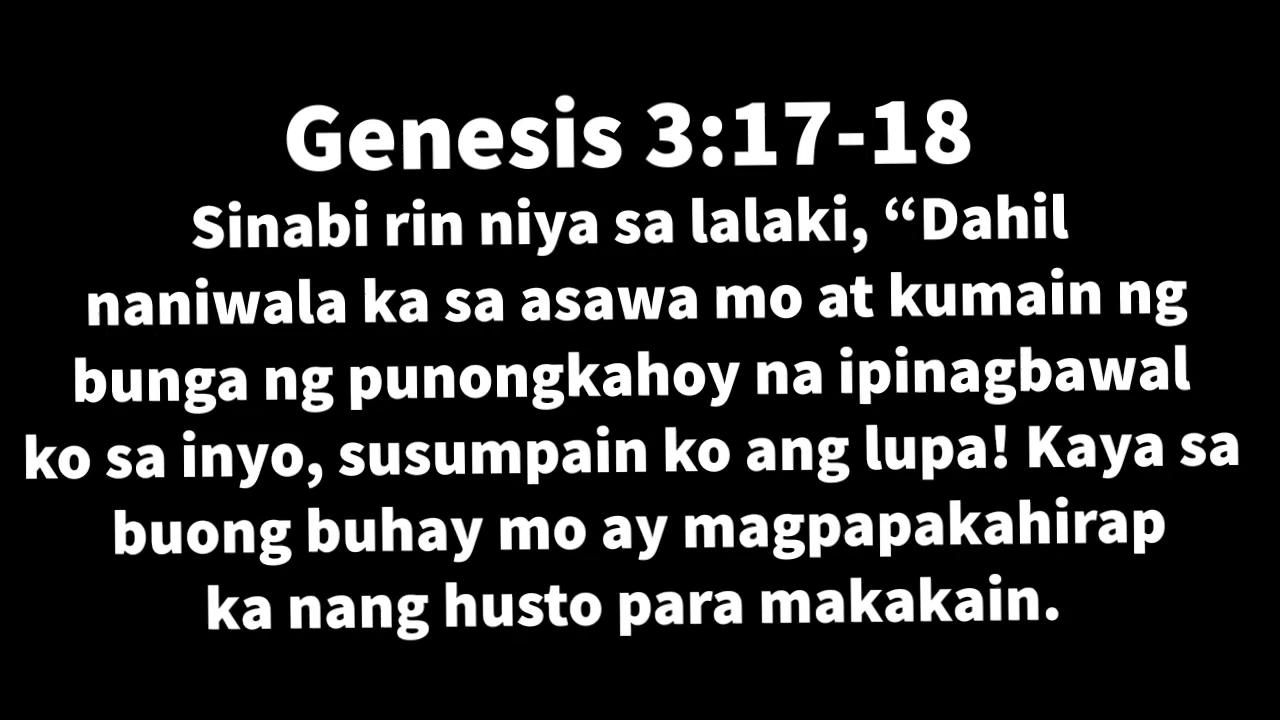 Genesis 3:17-18
Sinabi rin niya sa lalaki, “Dahil
naniwala ka sa asawa mo at kumain ng
bunga ng punongkahoy na ipinagbawal
ko sa inyo, susumpain ko ang lupa! Kaya sa
buong buhay mo ay magpapakahirap
ka nang husto para makakain.